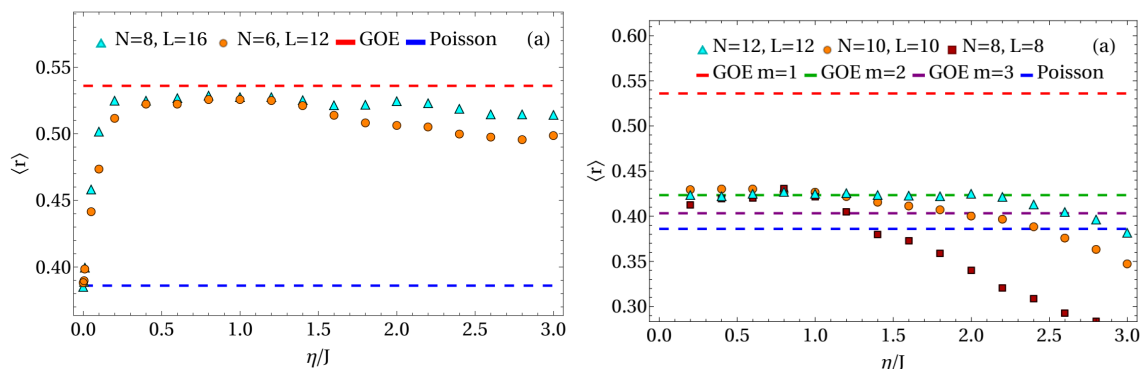 N=8, L=16 N=6, L=12 GOE Poisson (a)
0.55
0.50
0.45
0.40
⟨r⟩
0.0 0.5 1.0 1.5 2.0 2.5 3.0
η/J
N=12, L=12 N=10, L=10 N=8, L=8 (a)
GOE m=1 GOE m=2 GOE m=3 Poisson
0.60
0.55
0.50
0.45
0.40
0.35
0.30
⟨r⟩
0.0 0.5 1.0 1.5 2.0 2.5 3.0
η/J